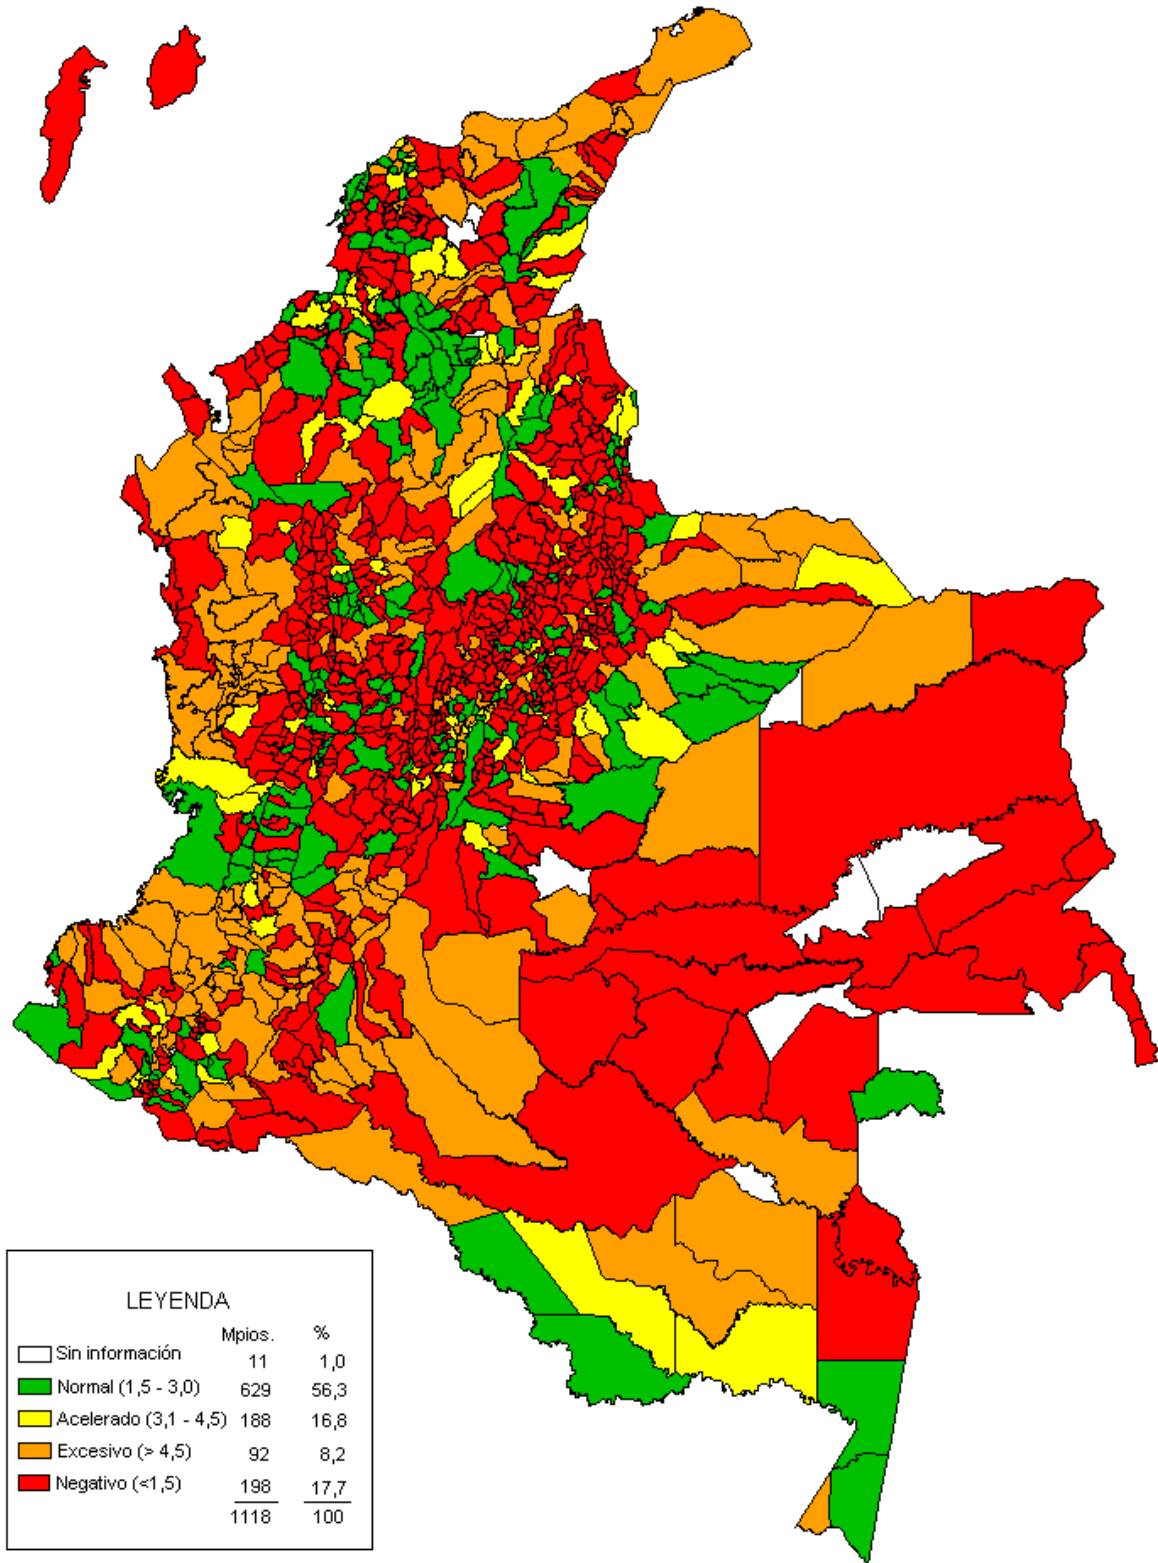 LEYENDA
Mpios. %
Sin información 11 1,0
Normal (1,5 - 3,0) 629 56,3
Acelerado (3,1 - 4,5) 188 16,8
Excesivo (> 4,5) 92 8,2
Negativo (<1,5) 198 17,7
1118 100